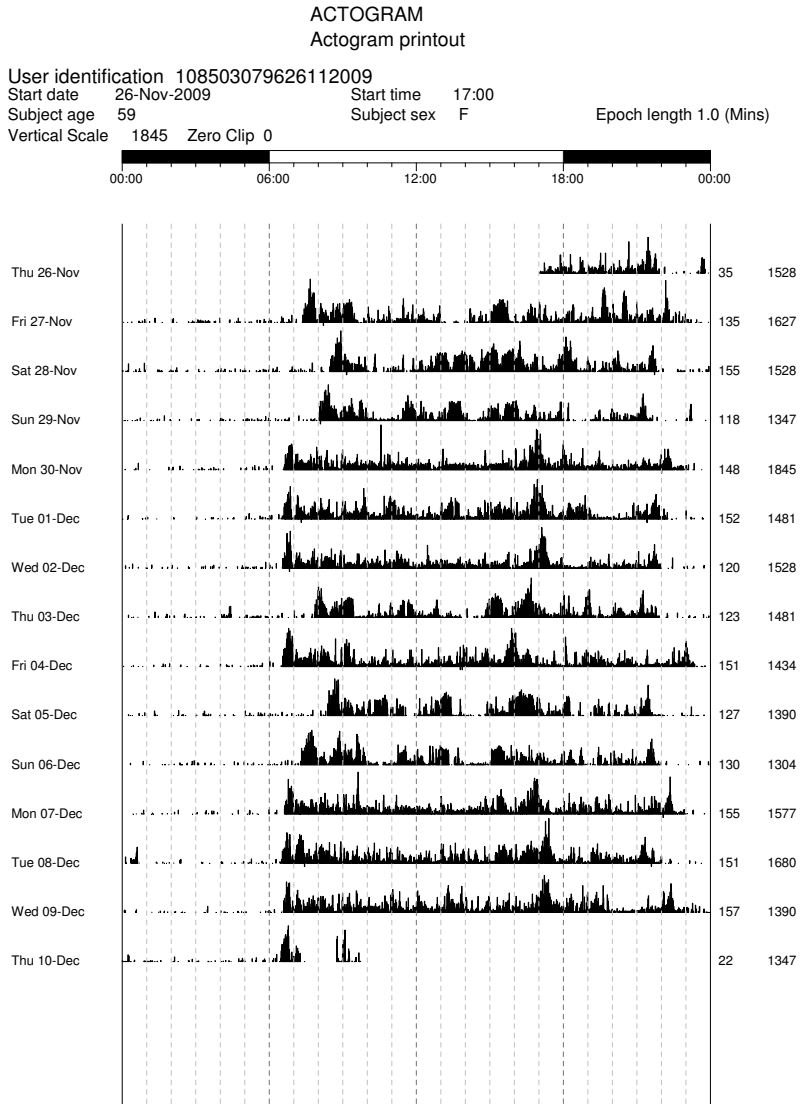 ACTOGRAM
Actogram printout
User identification 108503079626112009
Start date 26-Nov-2009 Start time 17:00
Subject age 59 Subject sex F Epoch length 1.0 (Mins)
Vertical Scale 1845 Zero Clip 0
00:00 06:00 12:00 18:00 00:00
Thu 26-Nov 35 1528
Fri 27-Nov 135 1627
Sat 28-Nov 155 1528
Sun 29-Nov 118 1347
Mon 30-Nov 148 1845
Tue 01-Dec 152 1481
Wed 02-Dec 120 1528
Thu 03-Dec 123 1481
Fri 04-Dec 151 1434
Sat 05-Dec 127 1390
Sun 06-Dec 130 1304
Mon 07-Dec 155 1577
Tue 08-Dec 151 1680
Wed 09-Dec 157 1390
Thu 10-Dec 22 1347